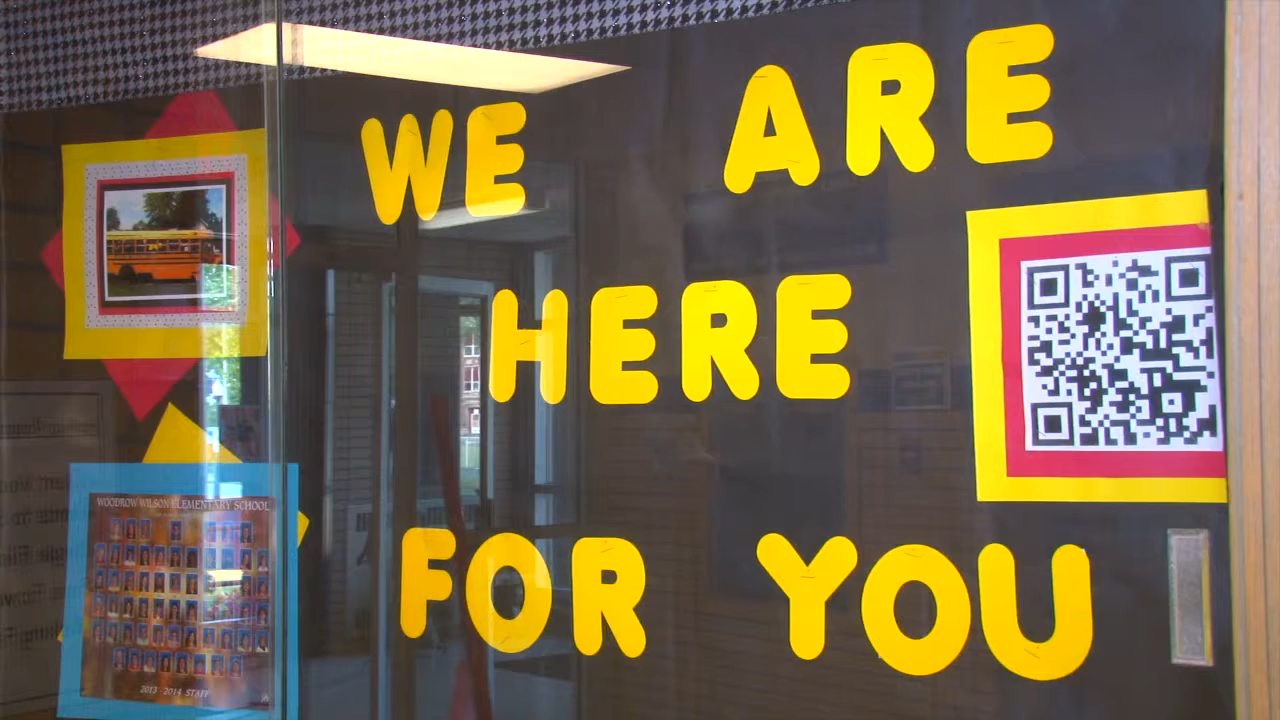 WE ARE
HERE
FOR YOU
WOODROW WILSON ELEMENTARY SCHOOL
2013-2014 STAFF